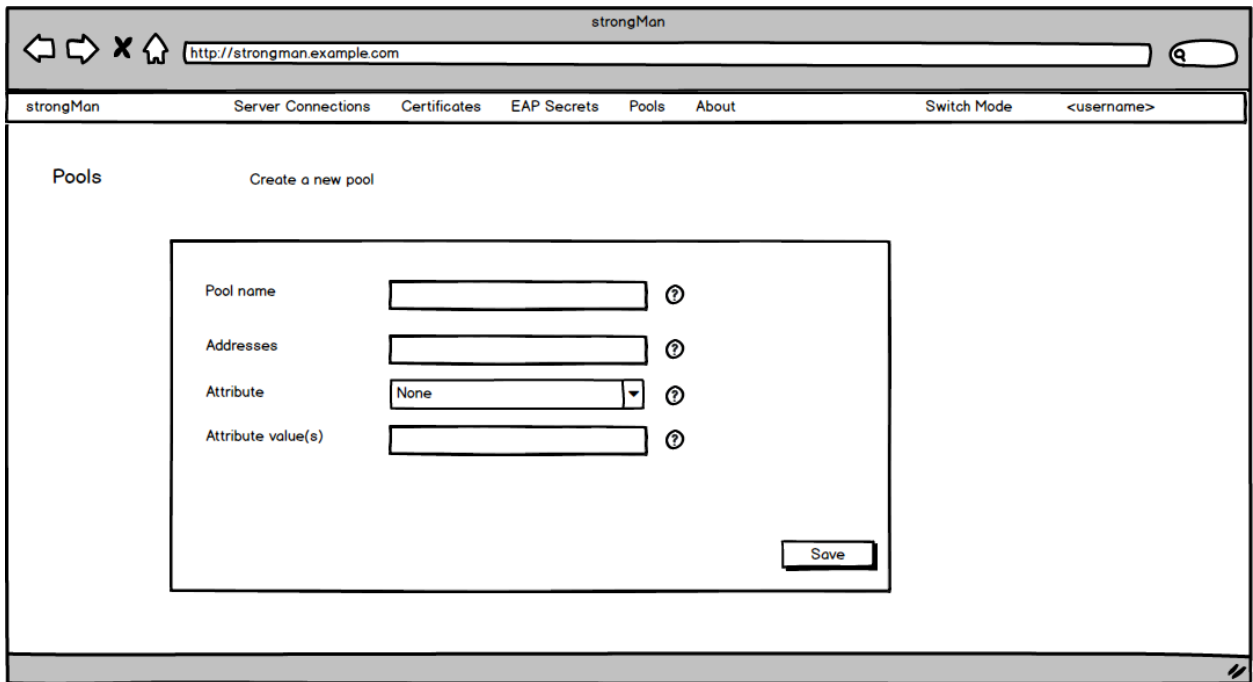 strongMan
http://strongman.example.com
strongMan Server Connections Certificates EAP Secrets Pools About Switch Mode <username>
Pools Create a new pool
Pool name ?
Addresses ?
Attribute None ?
Attribute value(s) ?
Save